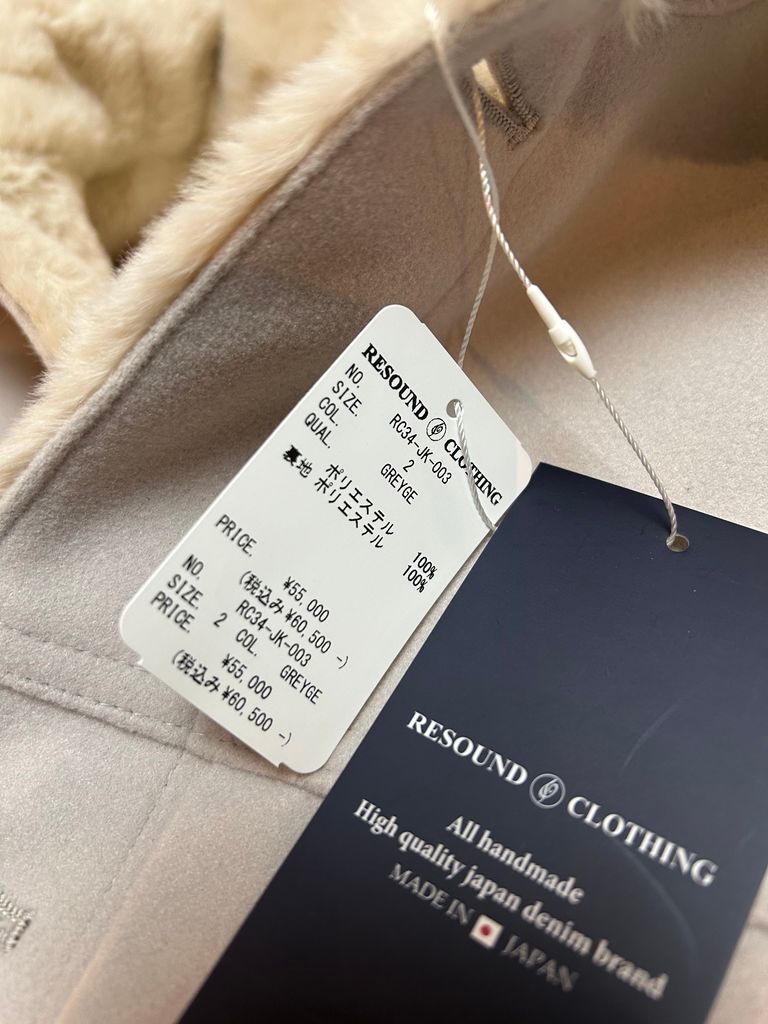 RESOUND CLOTHING
NO. RC34-JK-003
SIZE. 2
COL. GREYGE
QUAL.
ポリエステル 100%
裏地 ポリエステル 100%
PRICE. ¥55,000
(税込み¥60,500 -)
NO. RC34-JK-003
SIZE. 2 COL. GREYGE
PRICE. ¥55,000
(税込み¥60,500 -)
RESOUND CLOTHING
All handmade
High quality japan denim brand
MADE IN JAPAN